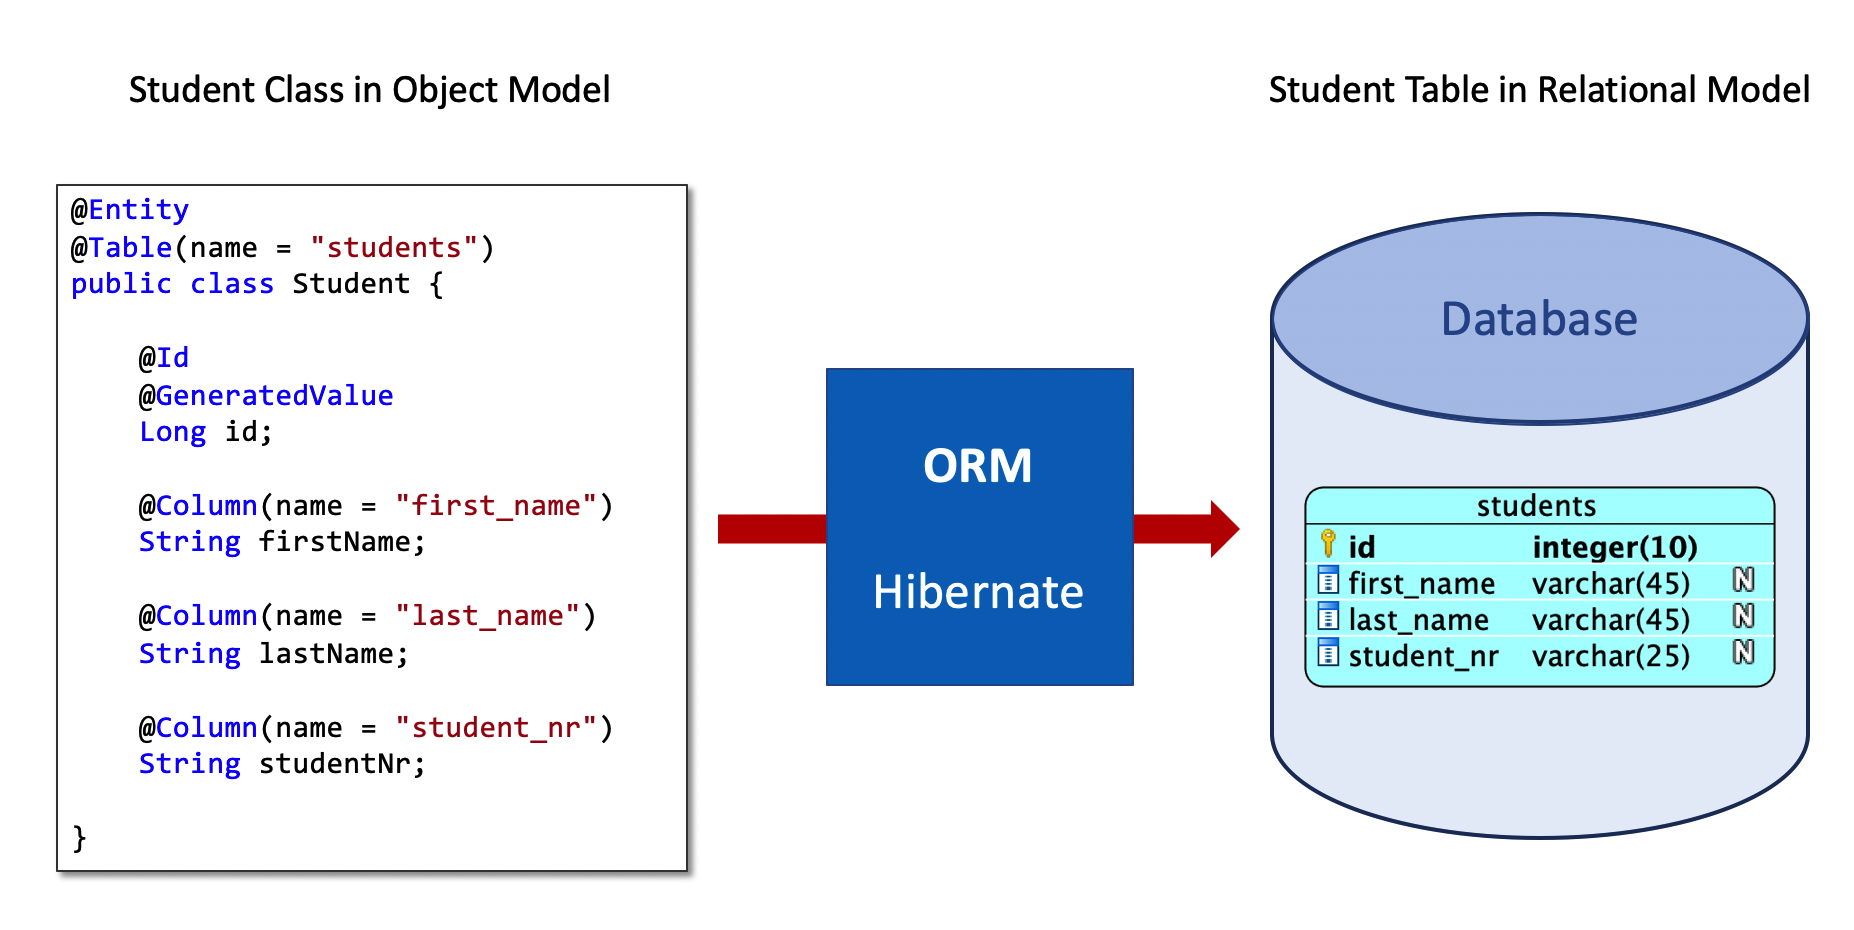 Student Class in Object Model
Student Table in Relational Model
@Entity
@Table(name = "students")
public class Student {
@Id
@GeneratedValue
Long id;
@Column(name = "first_name")
String firstName;
@Column(name = "last_name")
String lastName;
@Column(name = "student_nr")
String studentNr;
}
ORM
Hibernate
Database
students
id integer(10)
first_name varchar(45) N
last_name varchar(45) N
student_nr varchar(25) N